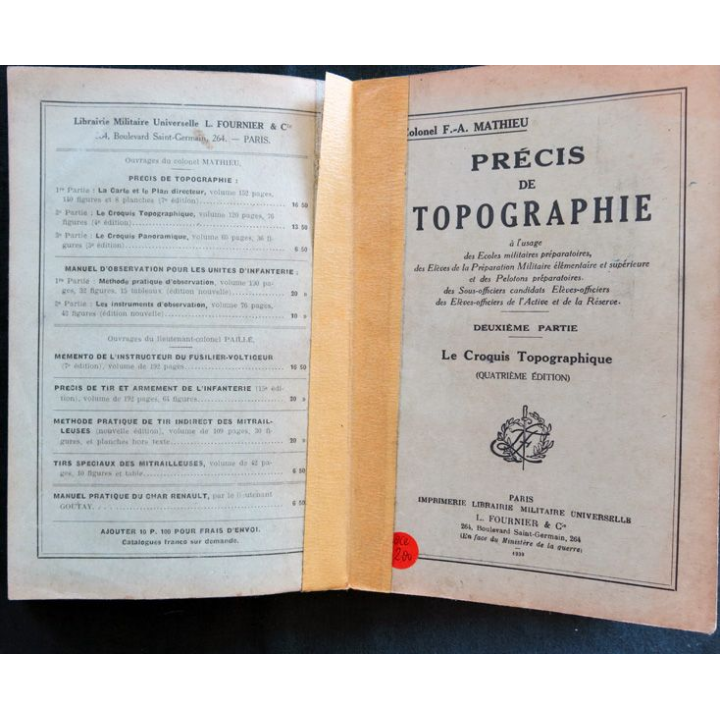 Librairie Militaire Universelle L. FOURNIER & Cie
264, Boulevard Saint-Germain, 264. — PARIS.
Ouvrages du colonel MATHIEU.
PRÉCIS DE TOPOGRAPHIE :
1re Partie : La Carte et le Plan directeur, volume 132 pages,
140 figures et 6 planches (7e édition) 16 50
2e Partie : Le Croquis Topographique, volume 120 pages, 76
figures (4e édition) 13 50
3e Partie : Le Croquis Panoramique, volume 60 pages, 36 fi-
gures (3e édition) 6 50
MANUEL D'OBSERVATION POUR LES UNITES D'INFANTERIE :
1re Partie : Méthode pratique d'observation, volume 130 pa-
ges, 32 figures, 15 tableaux (édition nouvelle) 20 »
2e Partie : Les instruments d'observation, volume 76 pages,
42 figures (édition nouvelle) 10 »
Ouvrages du lieutenant-colonel PAILLÉ.
MEMENTO DE L'INSTRUCTEUR DU FUSILIER-VOLTIGEUR
(7e édition), volume de 192 pages 16 50
PRECIS DE TIR ET ARMEMENT DE L'INFANTERIE (13e édi-
tion), volume de 192 pages, 64 figures 20 »
METHODE PRATIQUE DE TIR INDIRECT DES MITRAIL-
LEUSES (nouvelle édition), volume de 109 pages, 30 fi-
gures, et planches hors texte 20 »
TIRS SPECIAUX DES MITRAILLEUSES, volume de 42 pa-
ges, 30 figures et table 6 50
MANUEL PRATIQUE DU CHAR RENAULT, par le lieutenant
GOUTAY 6 50
AJOUTER 10 P. 100 POUR FRAIS D'ENVOI.
Catalogues franco sur demande.
Colonel F.-A. MATHIEU
PRÉCIS
DE
TOPOGRAPHIE
à l'usage
des Ecoles militaires préparatoires,
des Elèves de la Préparation Militaire élémentaire et supérieure
et des Pelotons préparatoires.
des Sous-officiers candidats Elèves-officiers
des Elèves-officiers de l'Active et de la Réserve.
DEUXIÈME PARTIE
Le Croquis Topographique
(QUATRIÈME ÉDITION)
PARIS
IMPRIMERIE LIBRAIRIE MILITAIRE UNIVERSELLE
L. FOURNIER & Cie
264, Boulevard Saint-Germain, 264
(En face du Ministère de la guerre)
200